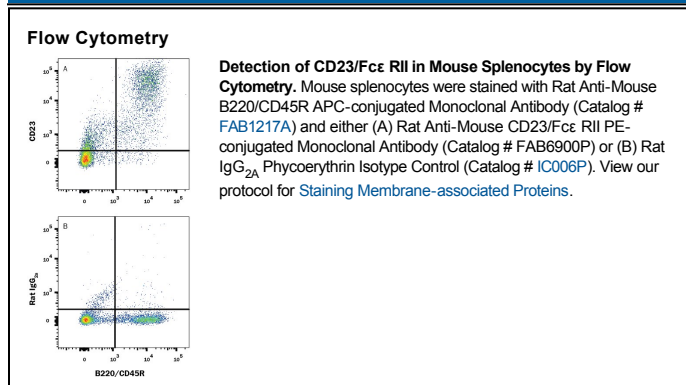 Flow Cytometry
A
10⁵
10⁴
CD23
10³
0
B
10⁵
10⁴
Rat IgG₂ₐ
10³
0
0 10³ 10⁴ 10⁵
B220/CD45R
Detection of CD23/Fcε RII in Mouse Splenocytes by Flow
Cytometry. Mouse splenocytes were stained with Rat Anti-Mouse
B220/CD45R APC-conjugated Monoclonal Antibody (Catalog #
FAB1217A) and either (A) Rat Anti-Mouse CD23/Fcε RII PE-
conjugated Monoclonal Antibody (Catalog # FAB6900P) or (B) Rat
IgG₂A Phycoerythrin Isotype Control (Catalog # IC006P). View our
protocol for Staining Membrane-associated Proteins.